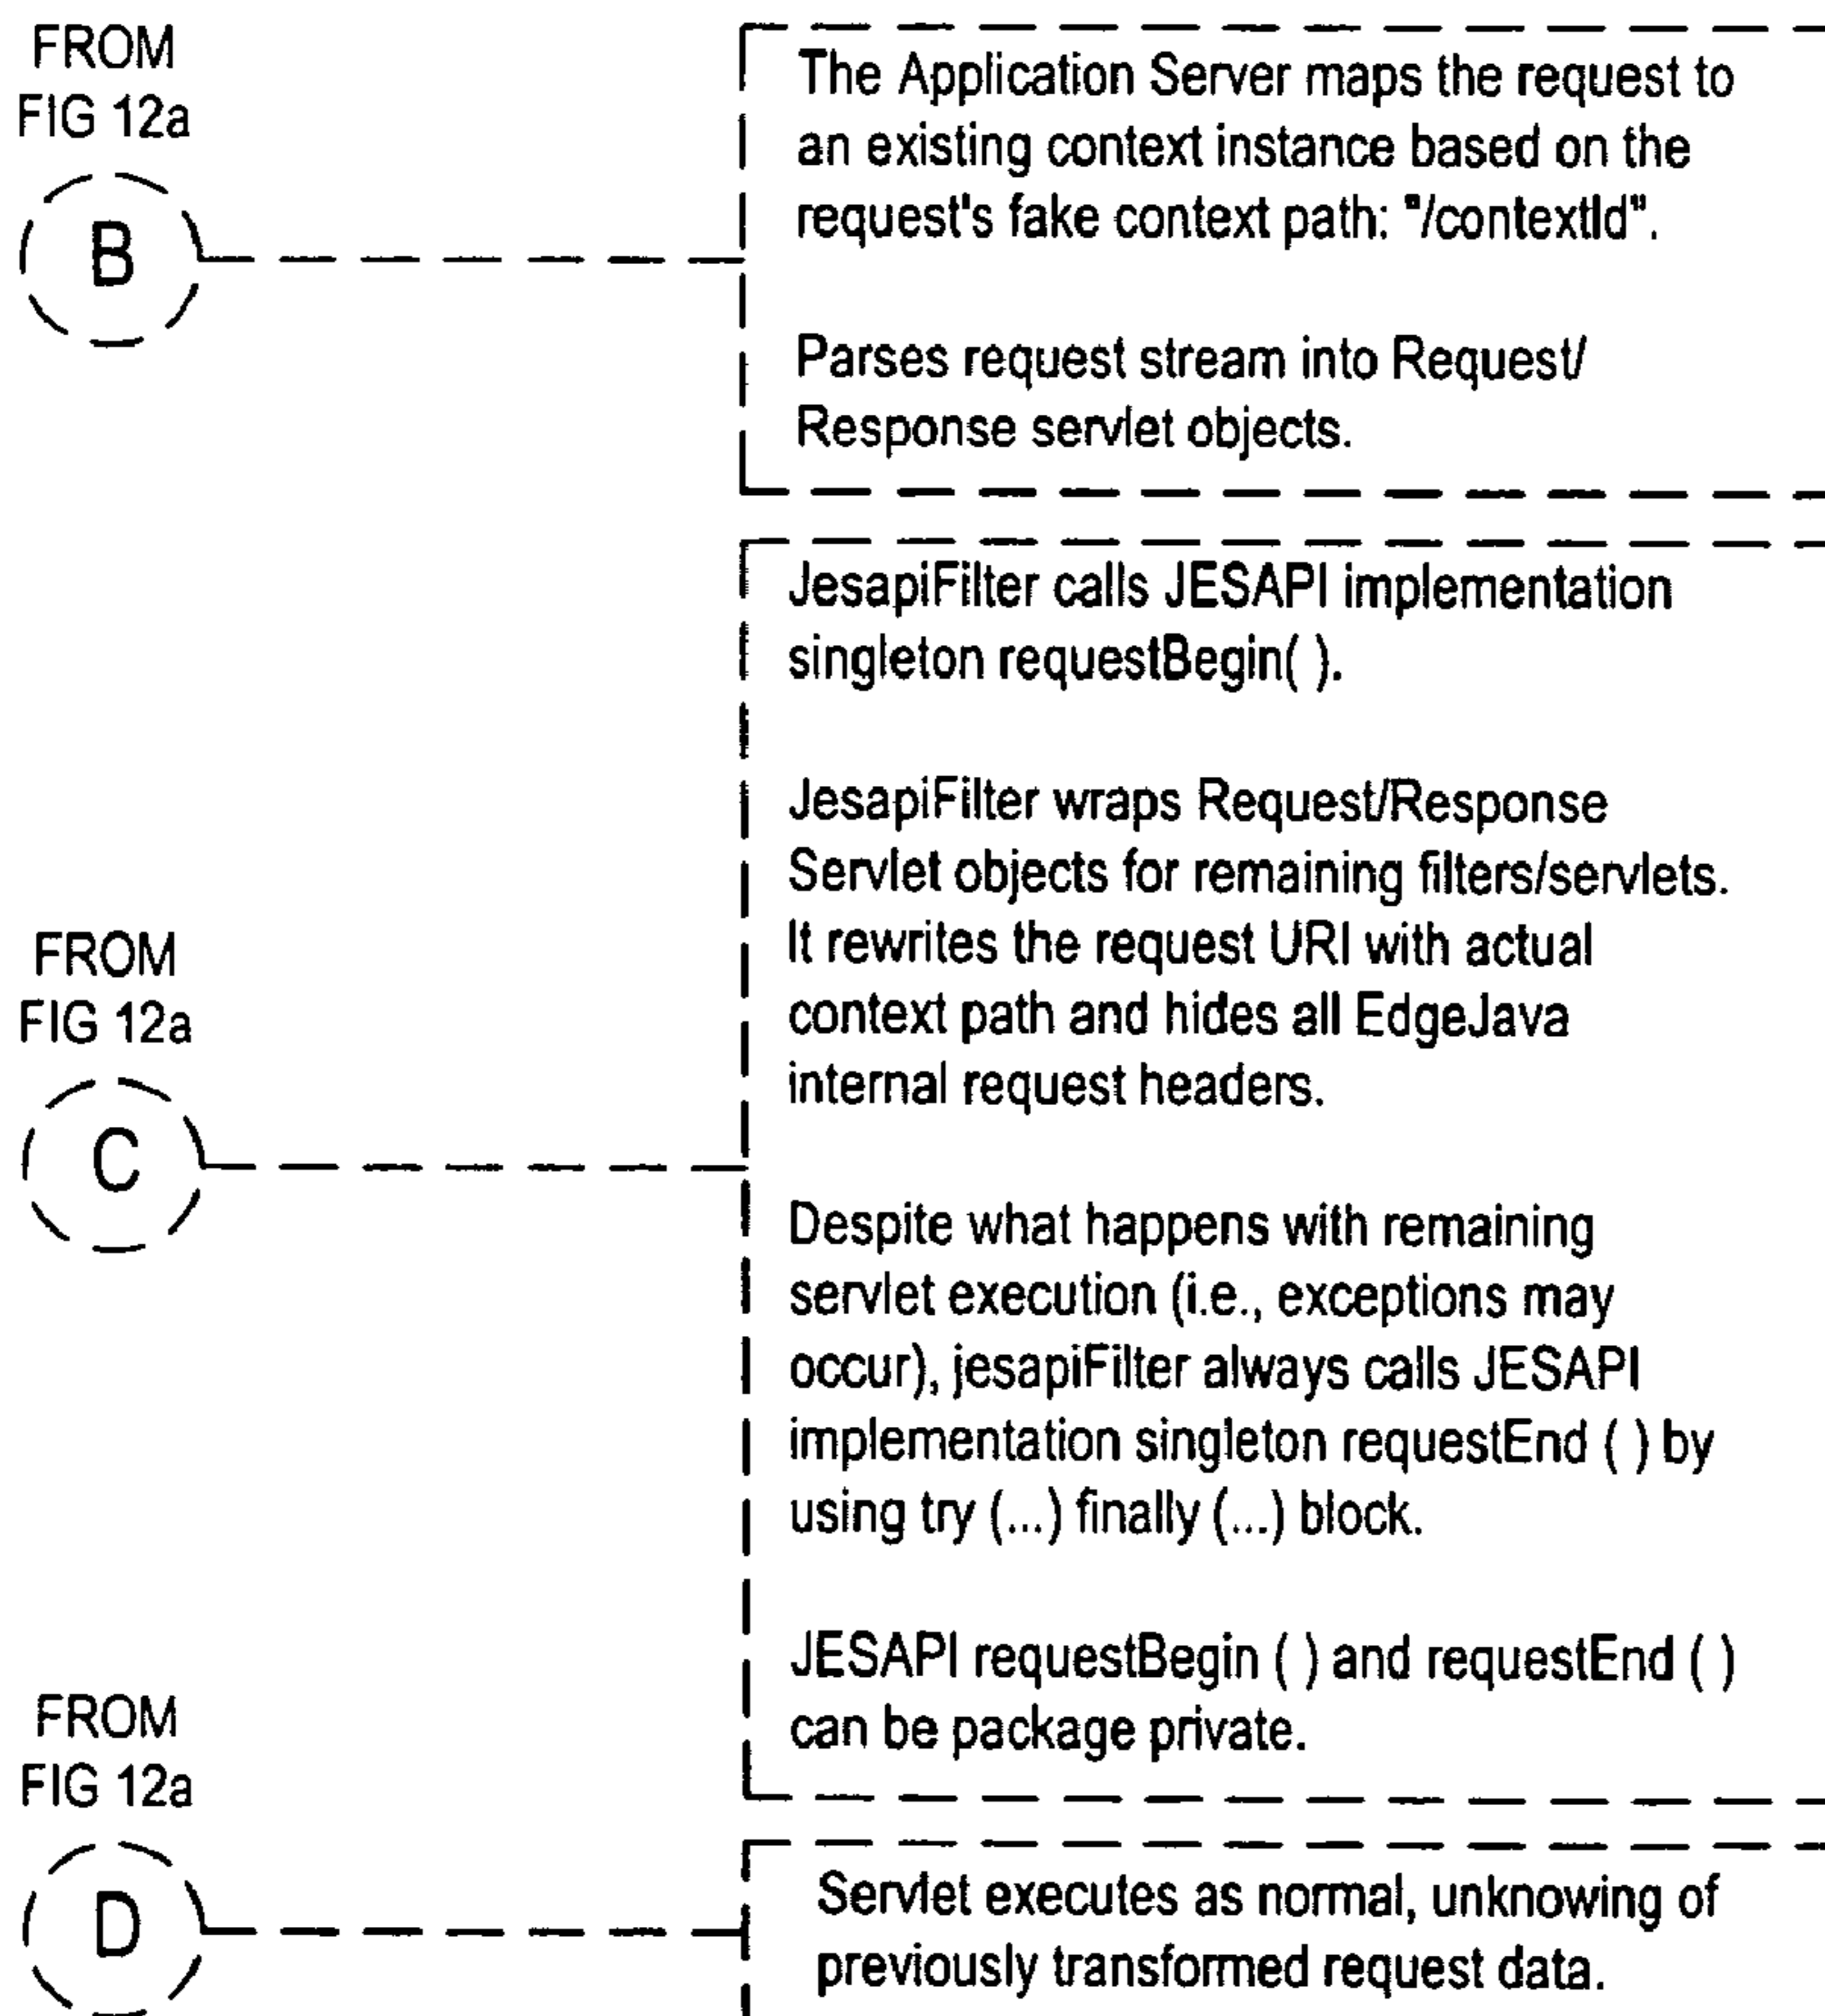 FROM
FIG 12a
B
The Application Server maps the request to
an existing context instance based on the
request's fake context path: "/contextId".
Parses request stream into Request/
Response servlet objects.
JesapiFilter calls JESAPI implementation
singleton requestBegin( ).
JesapiFilter wraps Request/Response
Servlet objects for remaining filters/servlets.
It rewrites the request URI with actual
context path and hides all EdgeJava
internal request headers.
FROM
FIG 12a
C
Despite what happens with remaining
servlet execution (i.e., exceptions may
occur), jesapiFilter always calls JESAPI
implementation singleton requestEnd ( ) by
using try (...) finally (...) block.
JESAPI requestBegin ( ) and requestEnd ( )
can be package private.
FROM
FIG 12a
D
Servlet executes as normal, unknowing of
previously transformed request data.